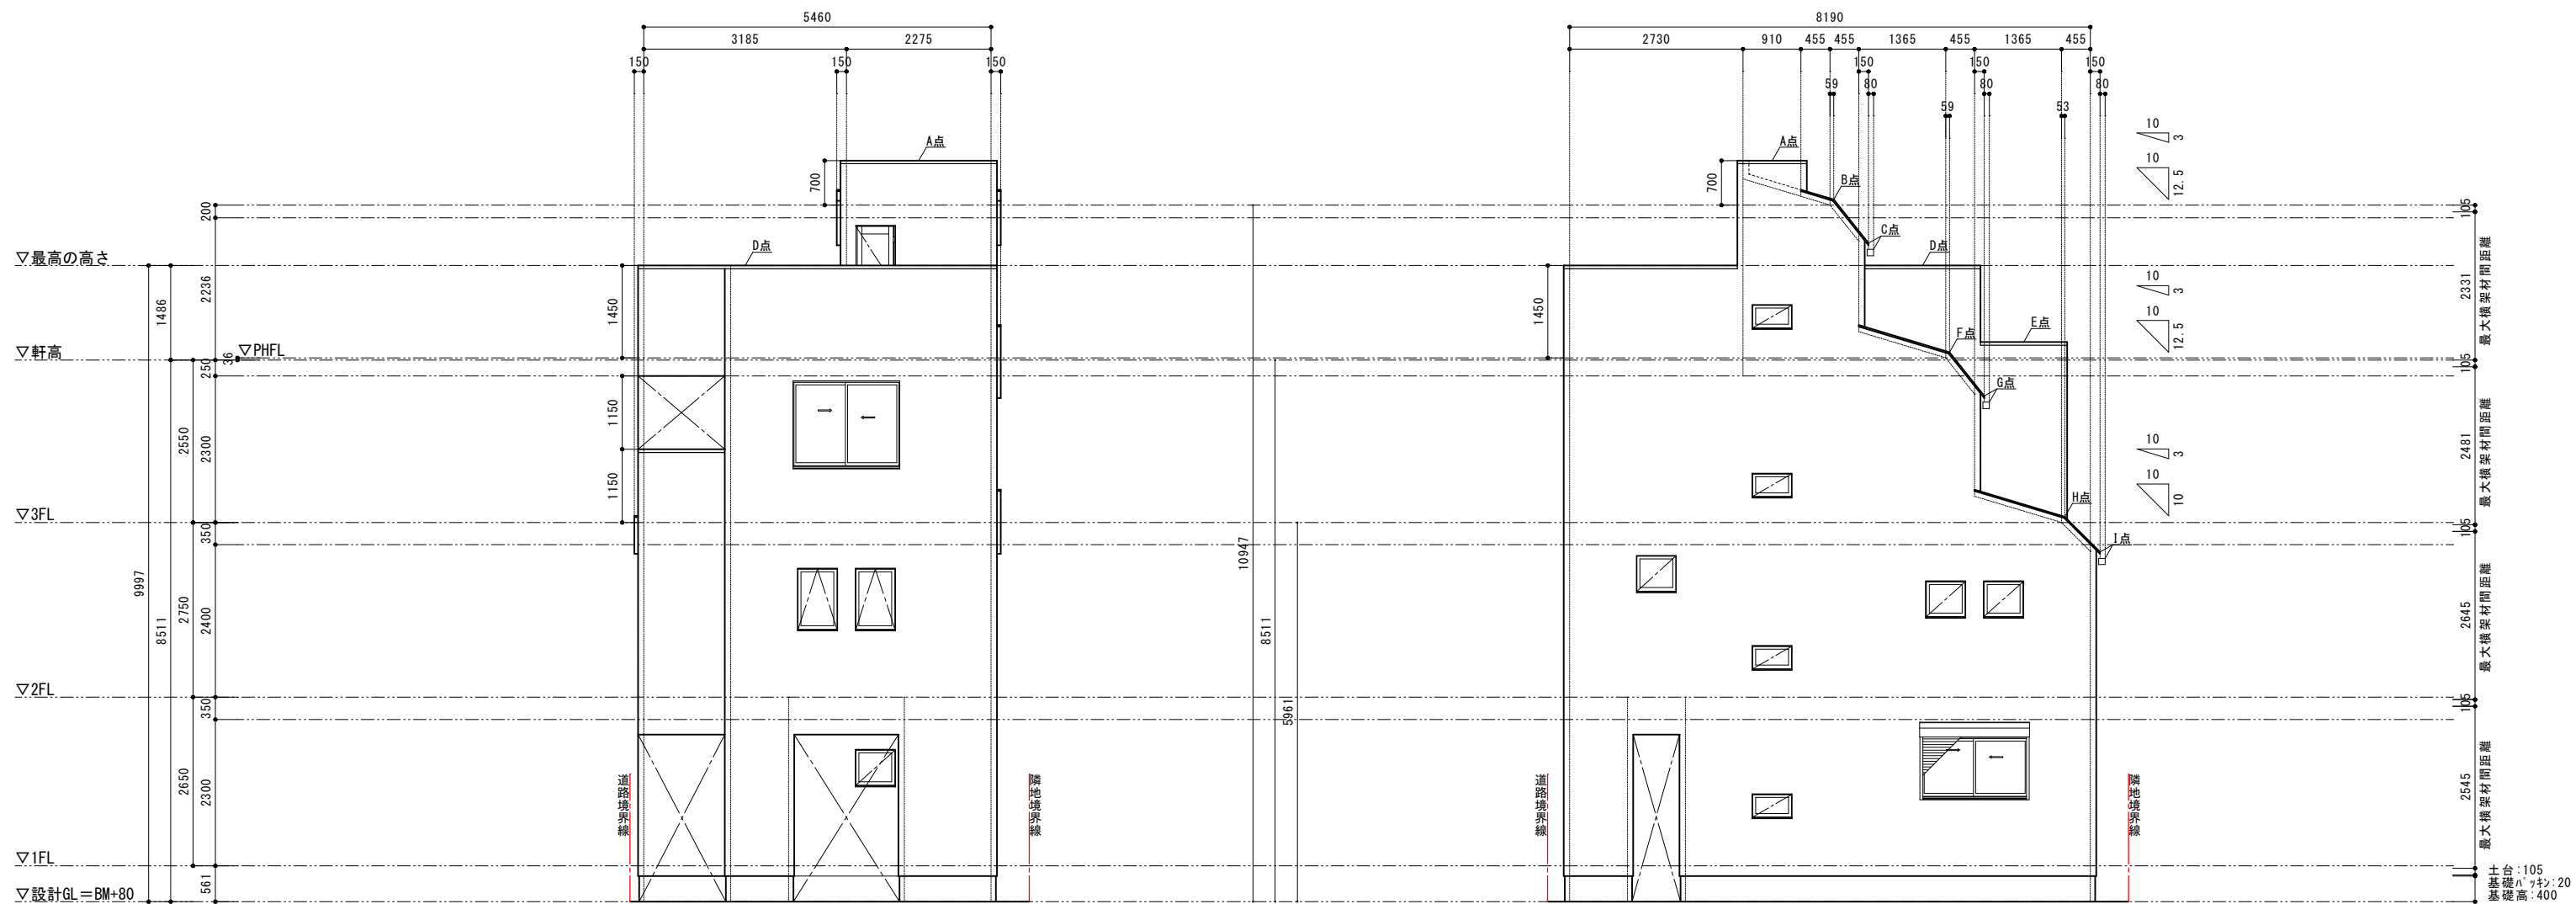 5460
3185
2275
150
150
150
A点
700
D点
▽最高の高さ
▽軒高
▽PHFL
▽3FL
▽2FL
▽1FL
▽設計GL＝BM+80
200
2236
1486
36
250
2550
2300
350
9997
8511
2750
2400
350
2650
2300
561
1450
1150
1150
道路境界線
隣地境界線
10947
8511
5961
8190
2730
910
455
455
1365
455
1365
455
150
150
150
59
80
59
80
53
80
A点
700
B点
C点
D点
1450
E点
F点
G点
H点
I点
道路境界線
隣地境界線
10
3
10
12.5
10
3
10
12.5
10
3
10
10
105
2331
最大横架材間距離
105
2481
最大横架材間距離
105
2645
最大横架材間距離
105
2545
最大横架材間距離
土台:105
基礎ﾊﾟｯｷﾝ:20
基礎高:400